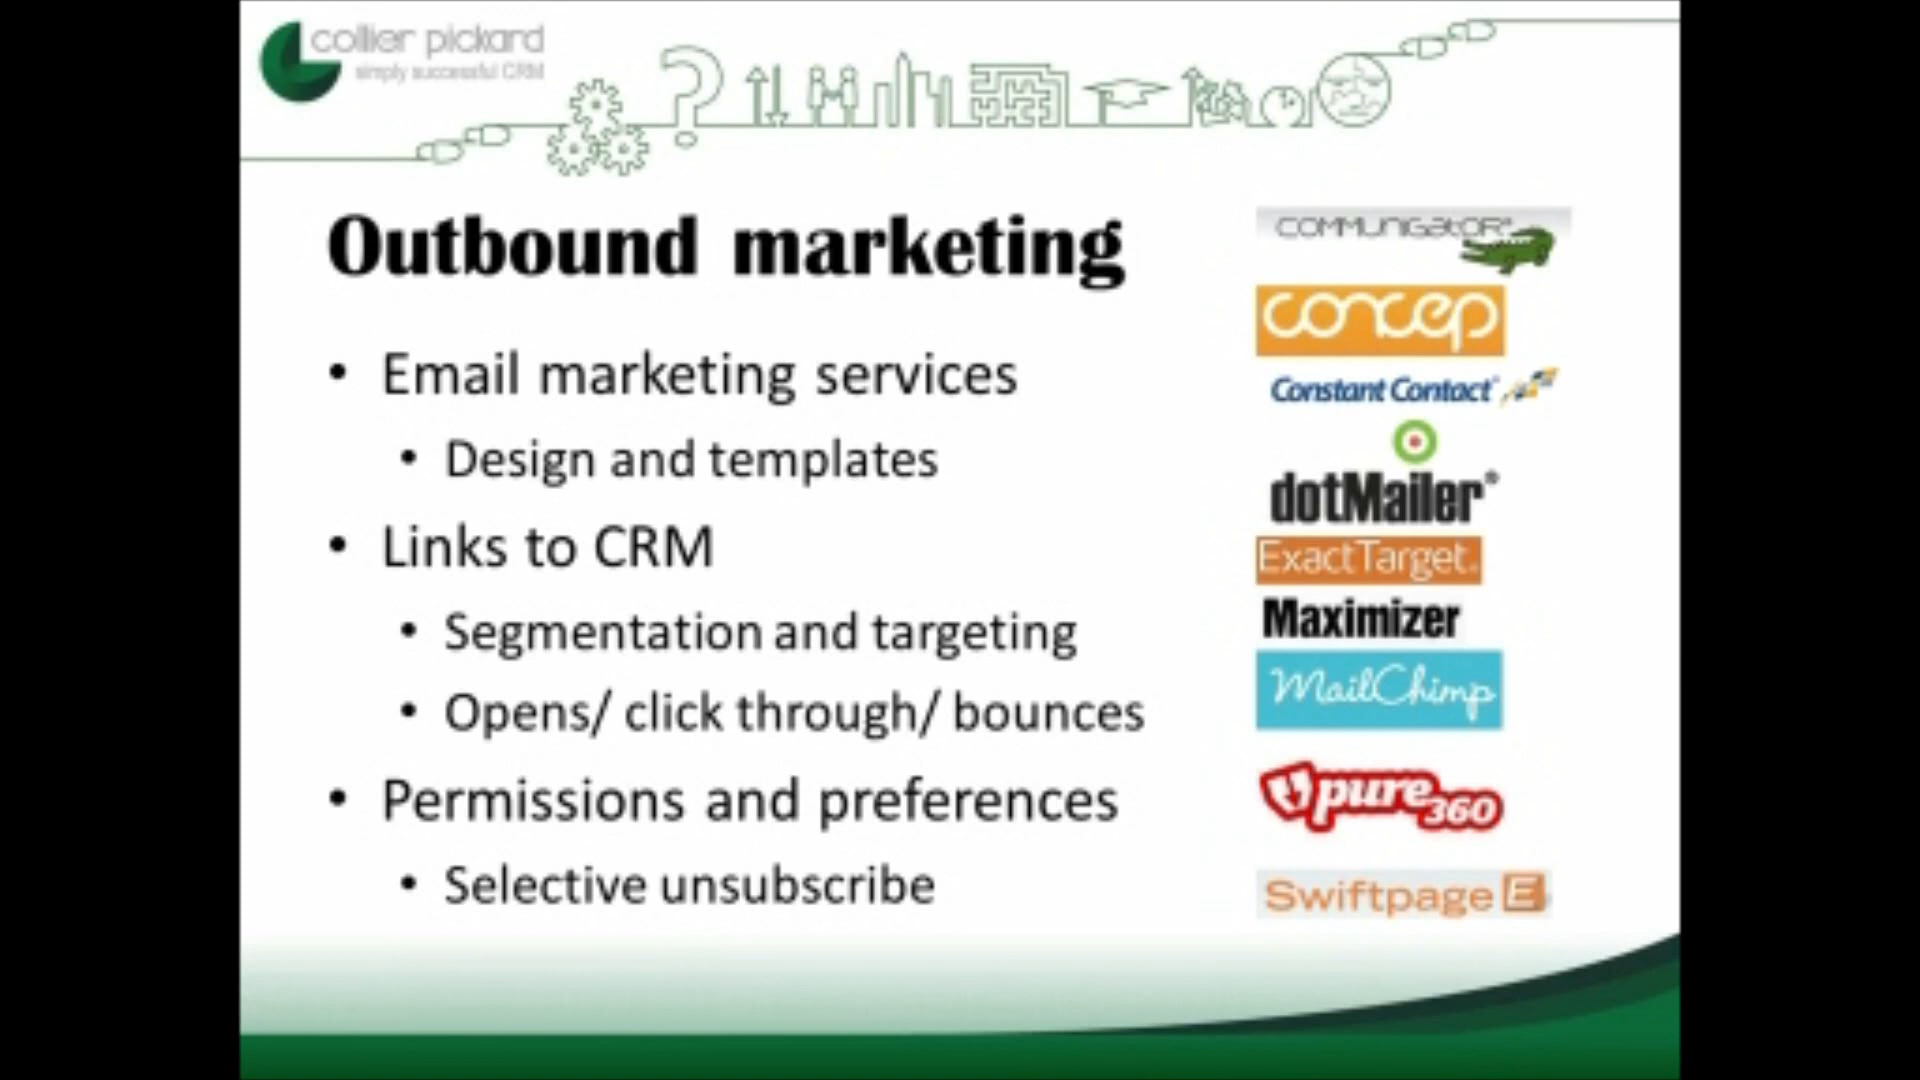 collier pickard
simply successful CRM
Outbound marketing
• Email marketing services
• Design and templates
• Links to CRM
• Segmentation and targeting
• Opens/ click through/ bounces
• Permissions and preferences
• Selective unsubscribe
COMMUNIGATOR®
concep
Constant Contact®
dotMailer®
ExactTarget.
Maximizer
MailChimp
pure360
Swiftpage E